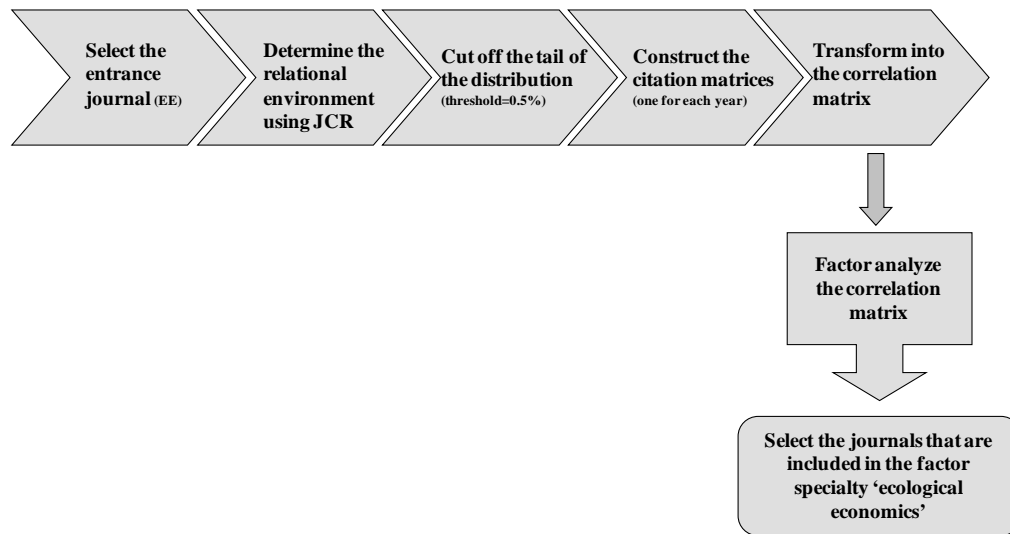 Select the
entrance
journal (EE)
Determine the
relational
environment
using JCR
Cut off the tail of
the distribution
(threshold=0.5%)
Construct the
citation matrices
(one for each year)
Transform into
the correlation
matrix
Factor analyze
the correlation
matrix
Select the journals that are
included in the factor
specialty ‘ecological
economics’